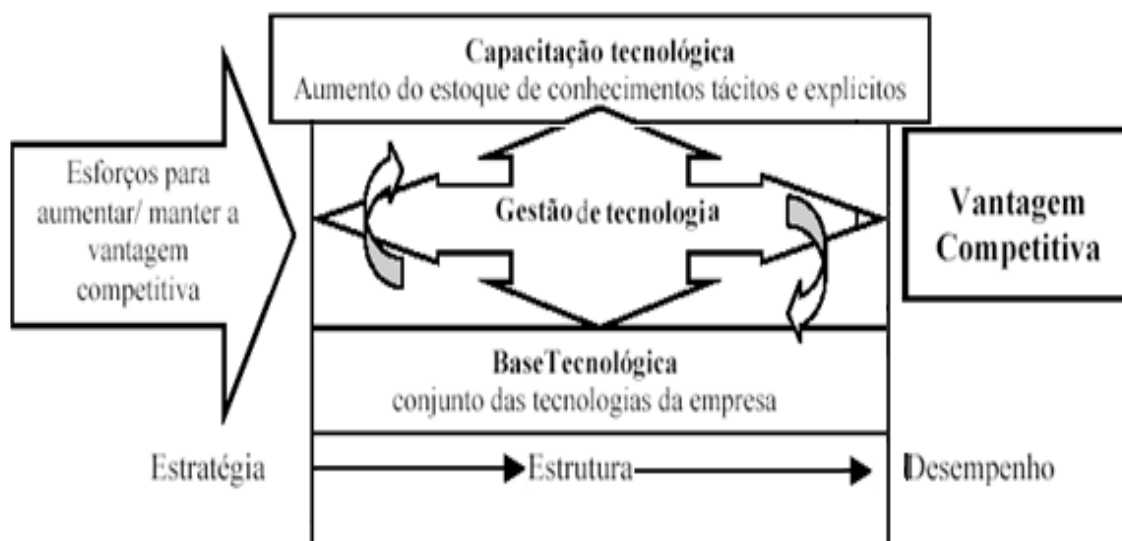 Capacitação tecnológica
Aumento do estoque de conhecimentos tácitos e explícitos
Esforços para
aumentar/ manter a
vantagem
competitiva
Gestão de tecnologia
Vantagem
Competitiva
BaseTecnológica
conjunto das tecnologias da empresa
Estratégia
Estrutura
Desempenho